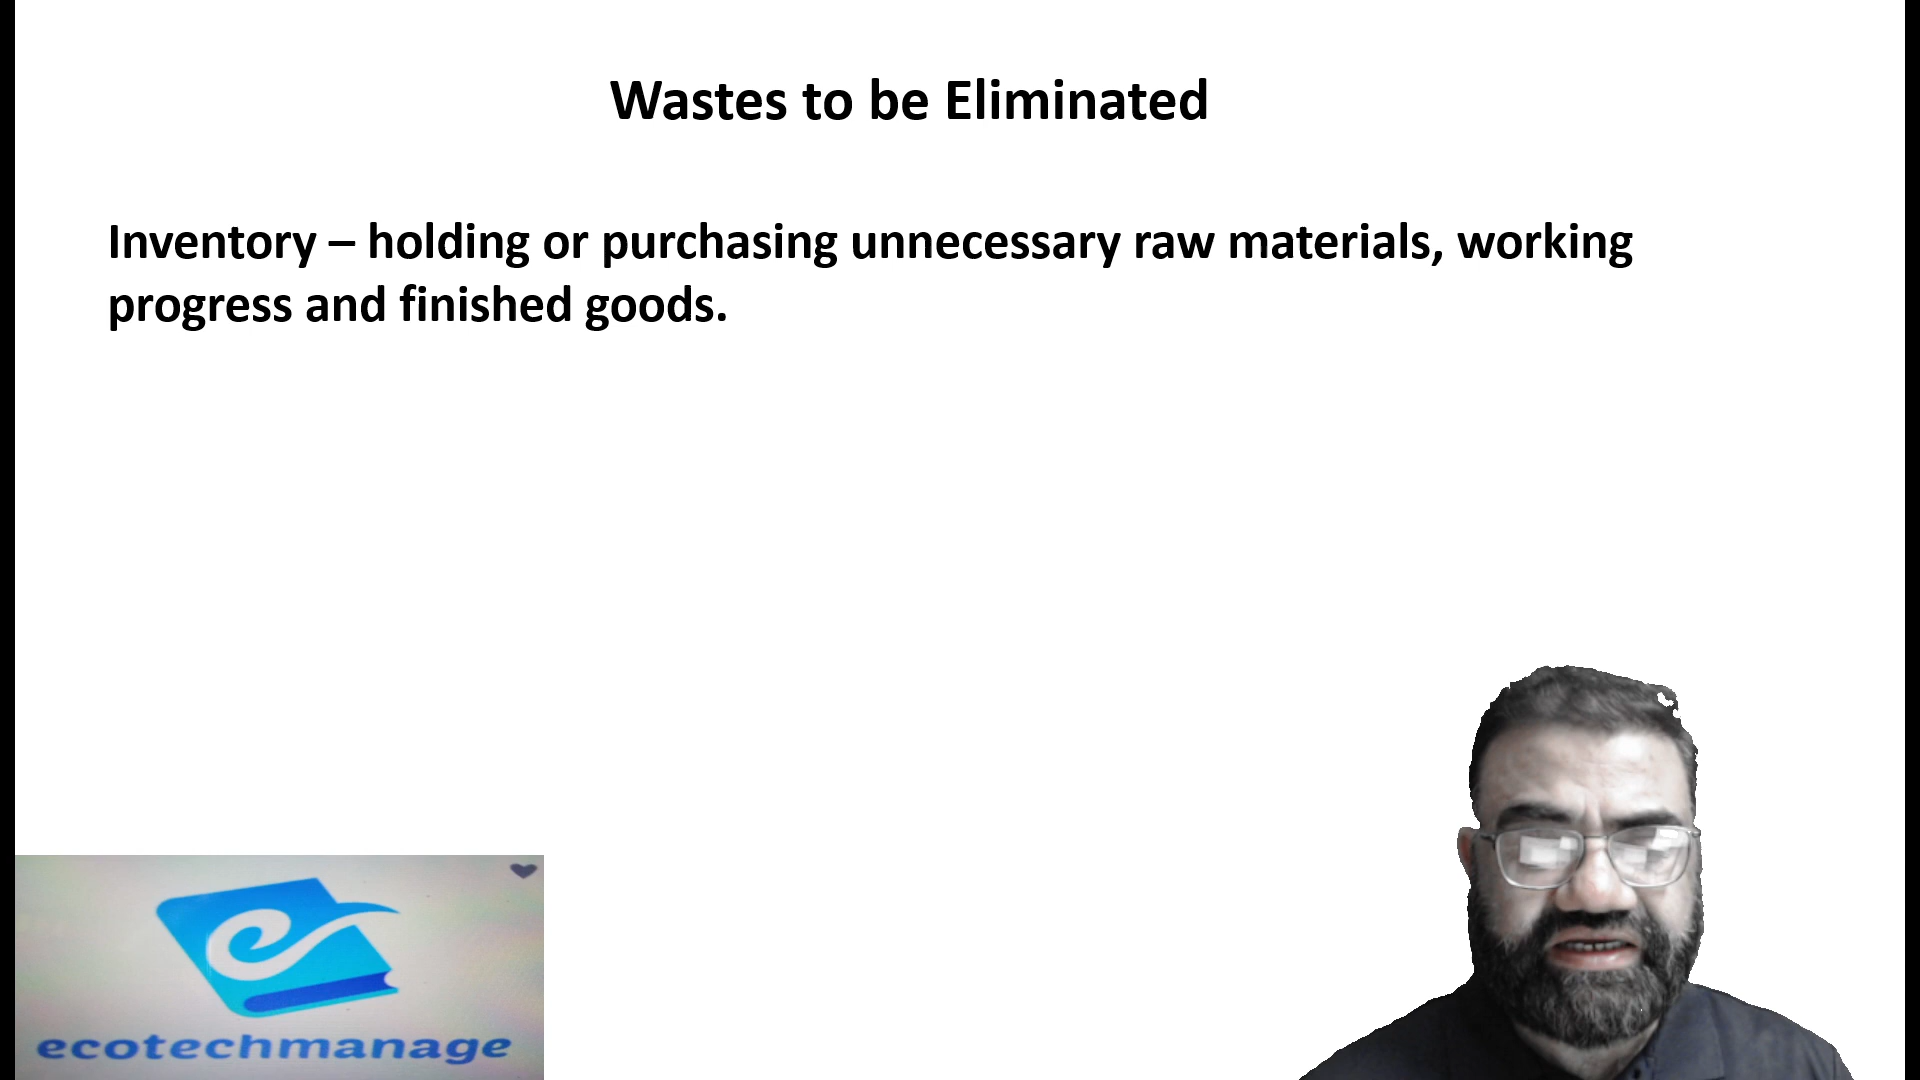 Wastes to be Eliminated
Inventory – holding or purchasing unnecessary raw materials, working
progress and finished goods.
ecotechmanage